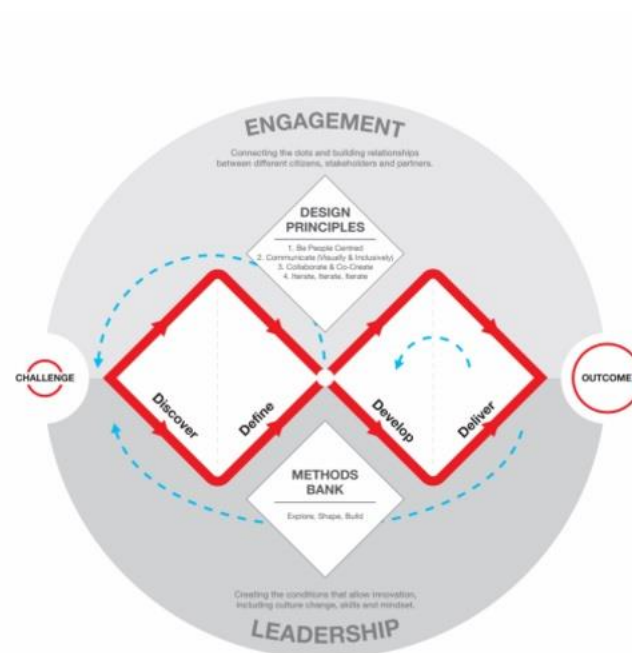 ENGAGEMENT
Connecting the dots and building relationships
between different citizens, stakeholders and partners.
DESIGN
PRINCIPLES
1. Be People Centred
2. Communicate (Visually & Inclusively)
3. Collaborate & Co-Create
4. Iterate, Iterate, Iterate
CHALLENGE
OUTCOME
Discover
Define
Develop
Deliver
METHODS
BANK
Explore, Shape, Build
Creating the conditions that allow innovation,
including culture change, skills and mindset.
LEADERSHIP